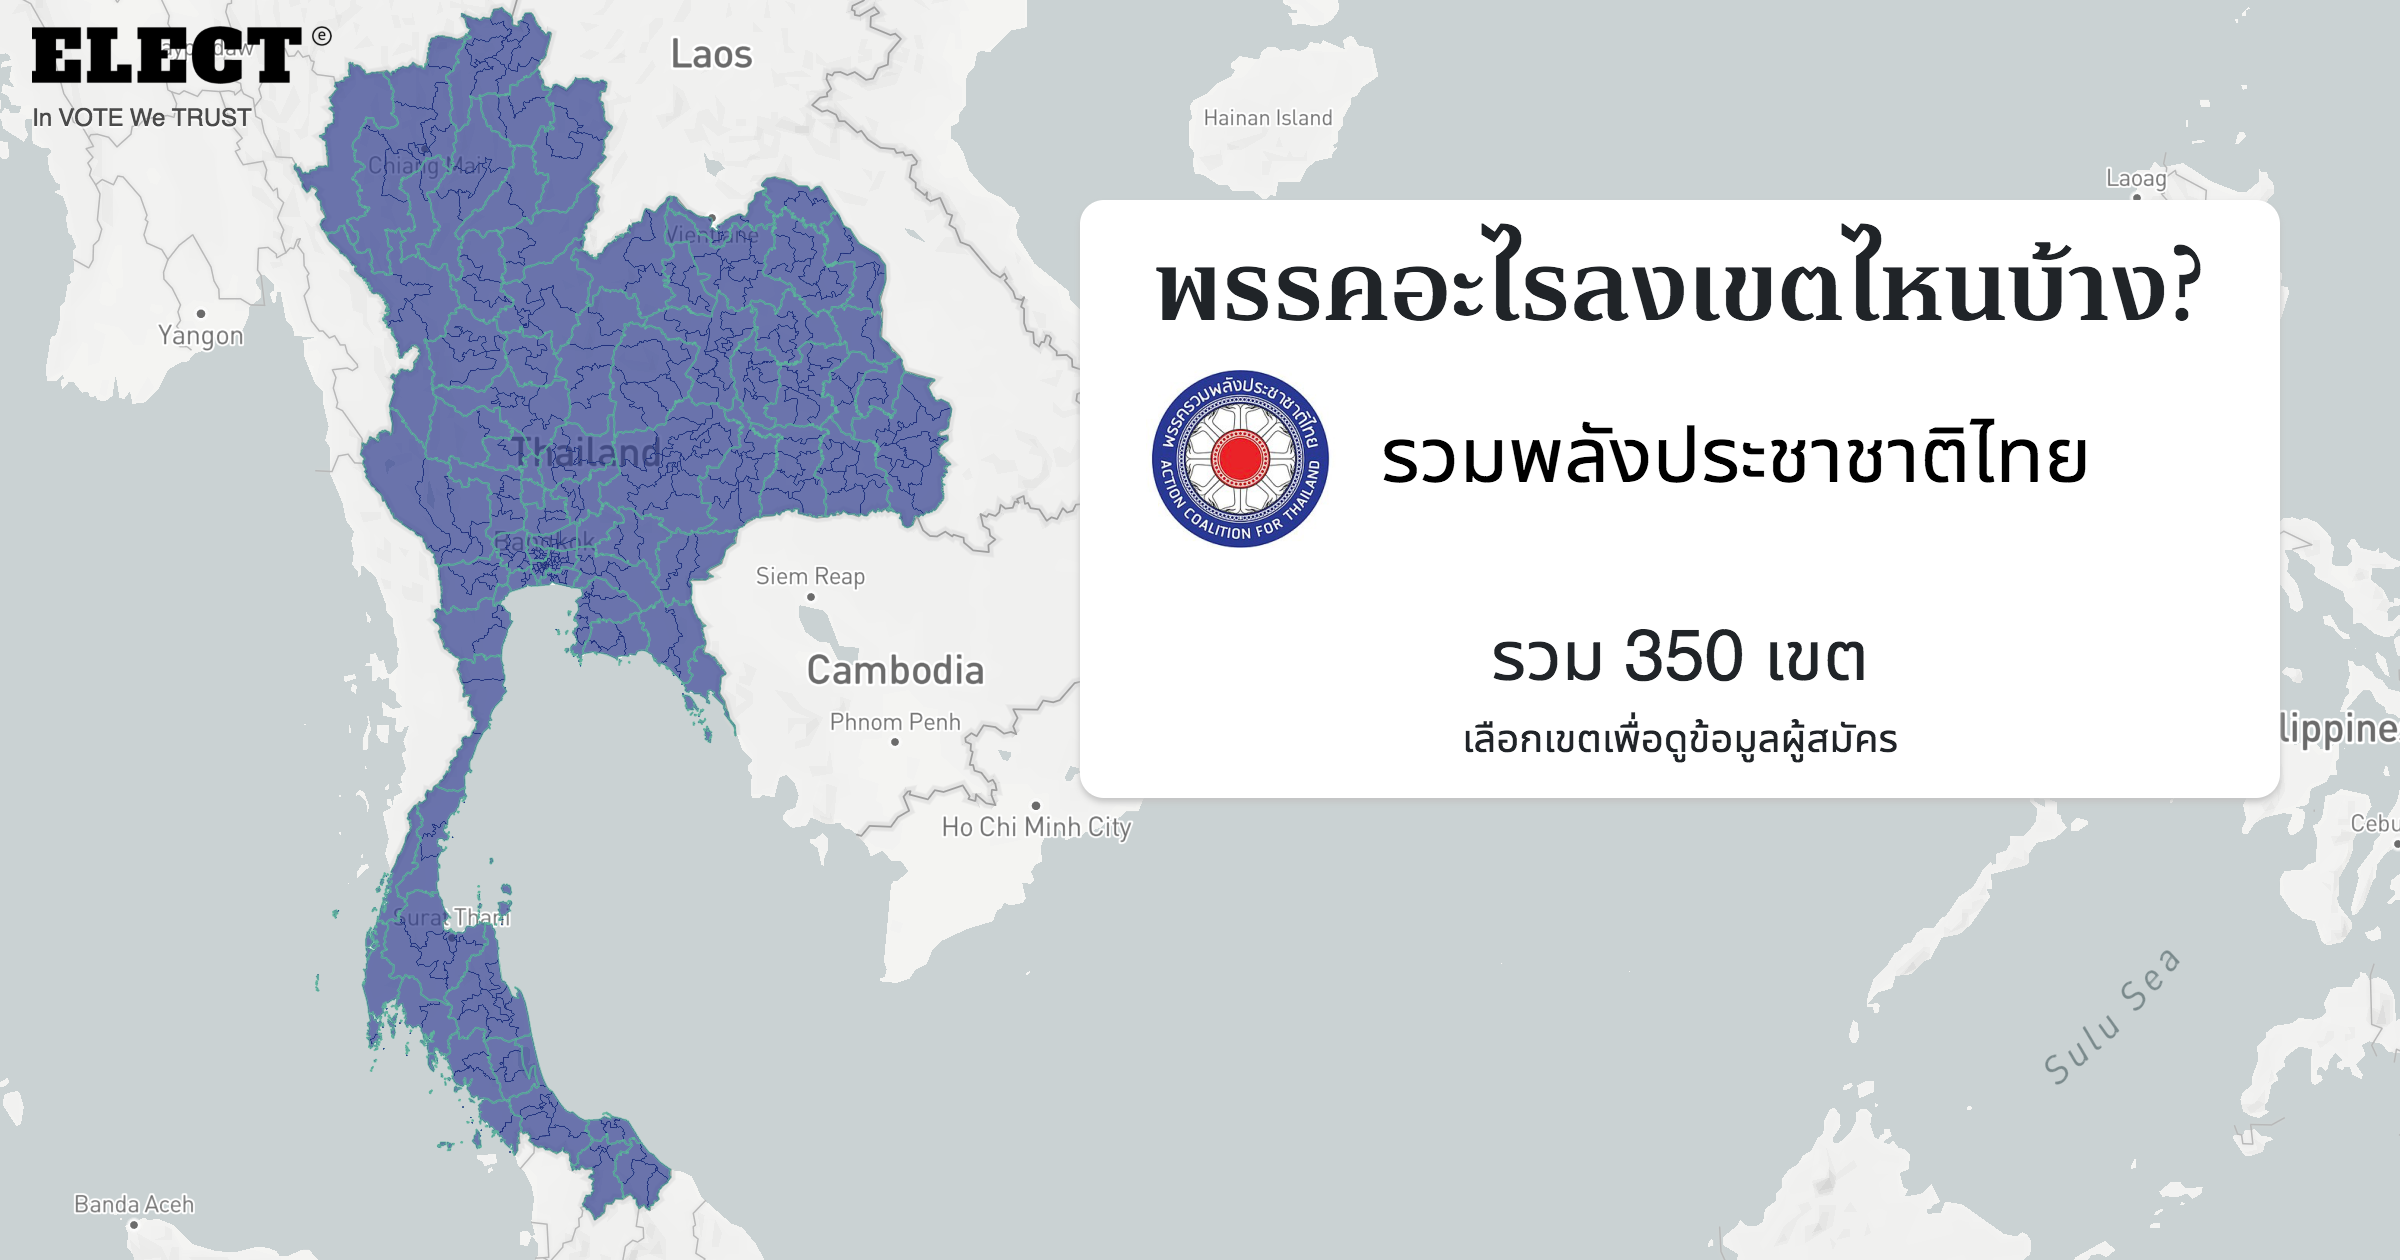 ELECT ⓔ
In VOTE We TRUST
Laos
Hainan Island
Laoag
Chiang Mai
Vientiane
Yangon
Thailand
Bangkok
Siem Reap
Cambodia
Phnom Penh
Ho Chi Minh City
Surat Thani
Banda Aceh
Sulu Sea
Cebu
lippine
พรรคอะไรลงเขตไหนบ้าง?
พรรครวมพลังประชาชาติไทย
ACTION COALITION FOR THAILAND
รวมพลังประชาชาติไทย
รวม 350 เขต
เลือกเขตเพื่อดูข้อมูลผู้สมัคร